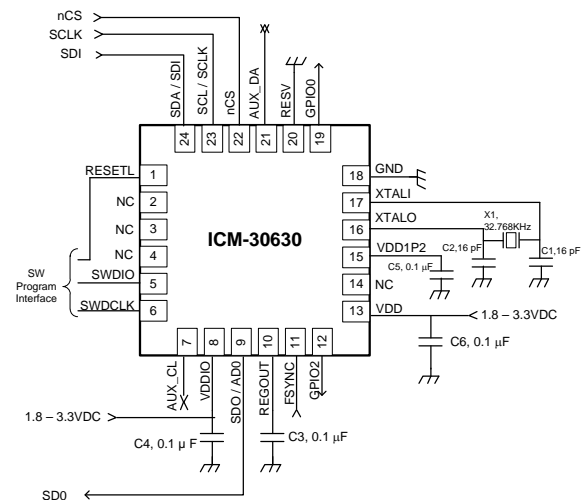 nCS
SCLK
SDI
SDA / SDI
SCL / SCLK
nCS
AUX_DA
RESV
GPIO0
24
23
22
21
20
19
RESETL
1
NC
2
NC
3
NC
4
SWDIO
5
SWDCLK
6
SW
Program
Interface
ICM-30630
18
GND
17
XTALI
16
XTALO
15
VDD1P2
14
NC
13
VDD
X1,
32.768KHz
C2,16 pF
C1,16 pF
C5, 0.1 μF
1.8 – 3.3VDC
C6, 0.1 μF
7
8
9
10
11
12
AUX_CL
VDDIO
SDO / AD0
REGOUT
FSYNC
GPIO2
1.8 – 3.3VDC
C4, 0.1 μ F
C3, 0.1 μF
SD0